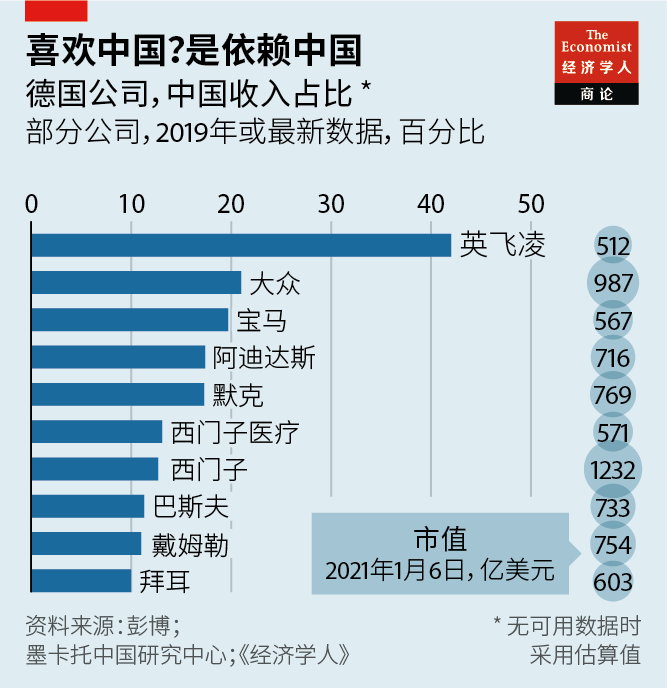 喜欢中国?是依赖中国
The
Economist
经济学人
商论
德国公司，中国收入占比 *
部分公司，2019年或最新数据，百分比
0 10 20 30 40 50
英飞凌 512
大众 987
宝马 567
阿迪达斯 716
默克 769
西门子医疗 571
西门子 1232
巴斯夫 733
戴姆勒 754
拜耳 603
市值
2021年1月6日，亿美元
资料来源：彭博；
墨卡托中国研究中心；《经济学人》
* 无可用数据时
采用估算值